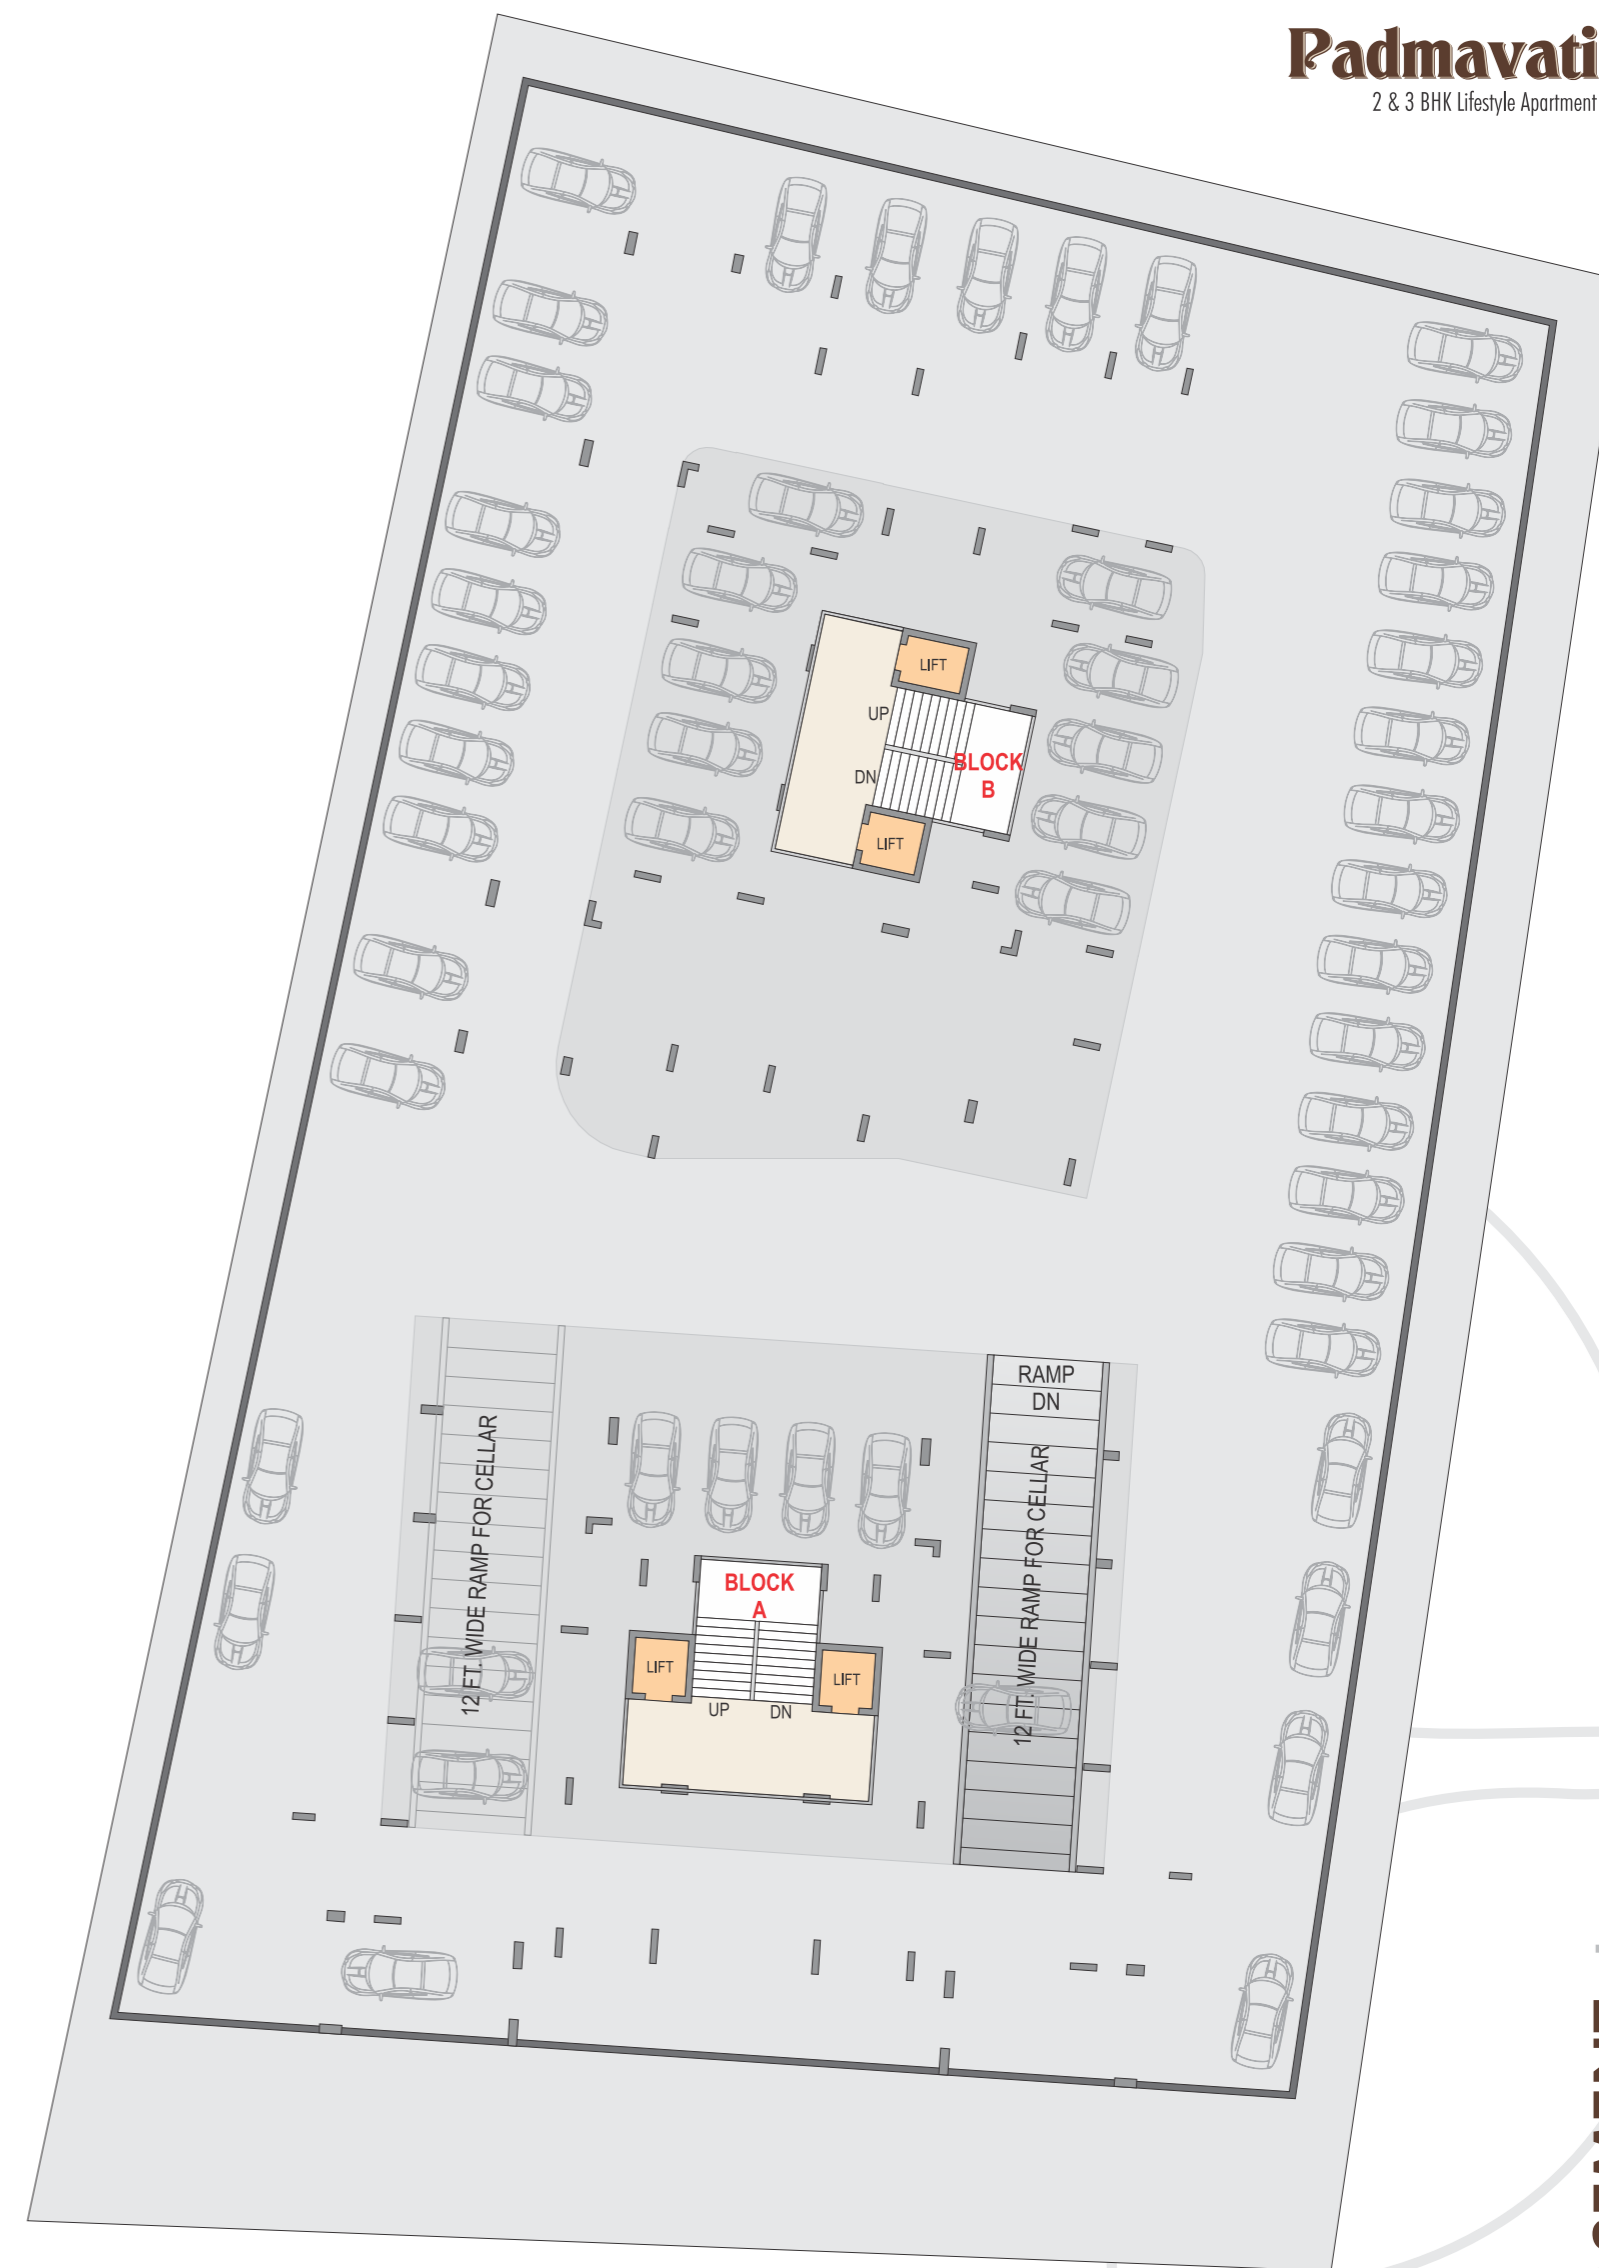 Padmavati
2 & 3 BHK Lifestyle Apartment
LIFT
UP
BLOCK
B
DN
LIFT
RAMP
DN
12 FT. WIDE RAMP FOR CELLAR
12 FT. WIDE RAMP FOR CELLAR
BLOCK
A
LIFT
LIFT
UP
DN